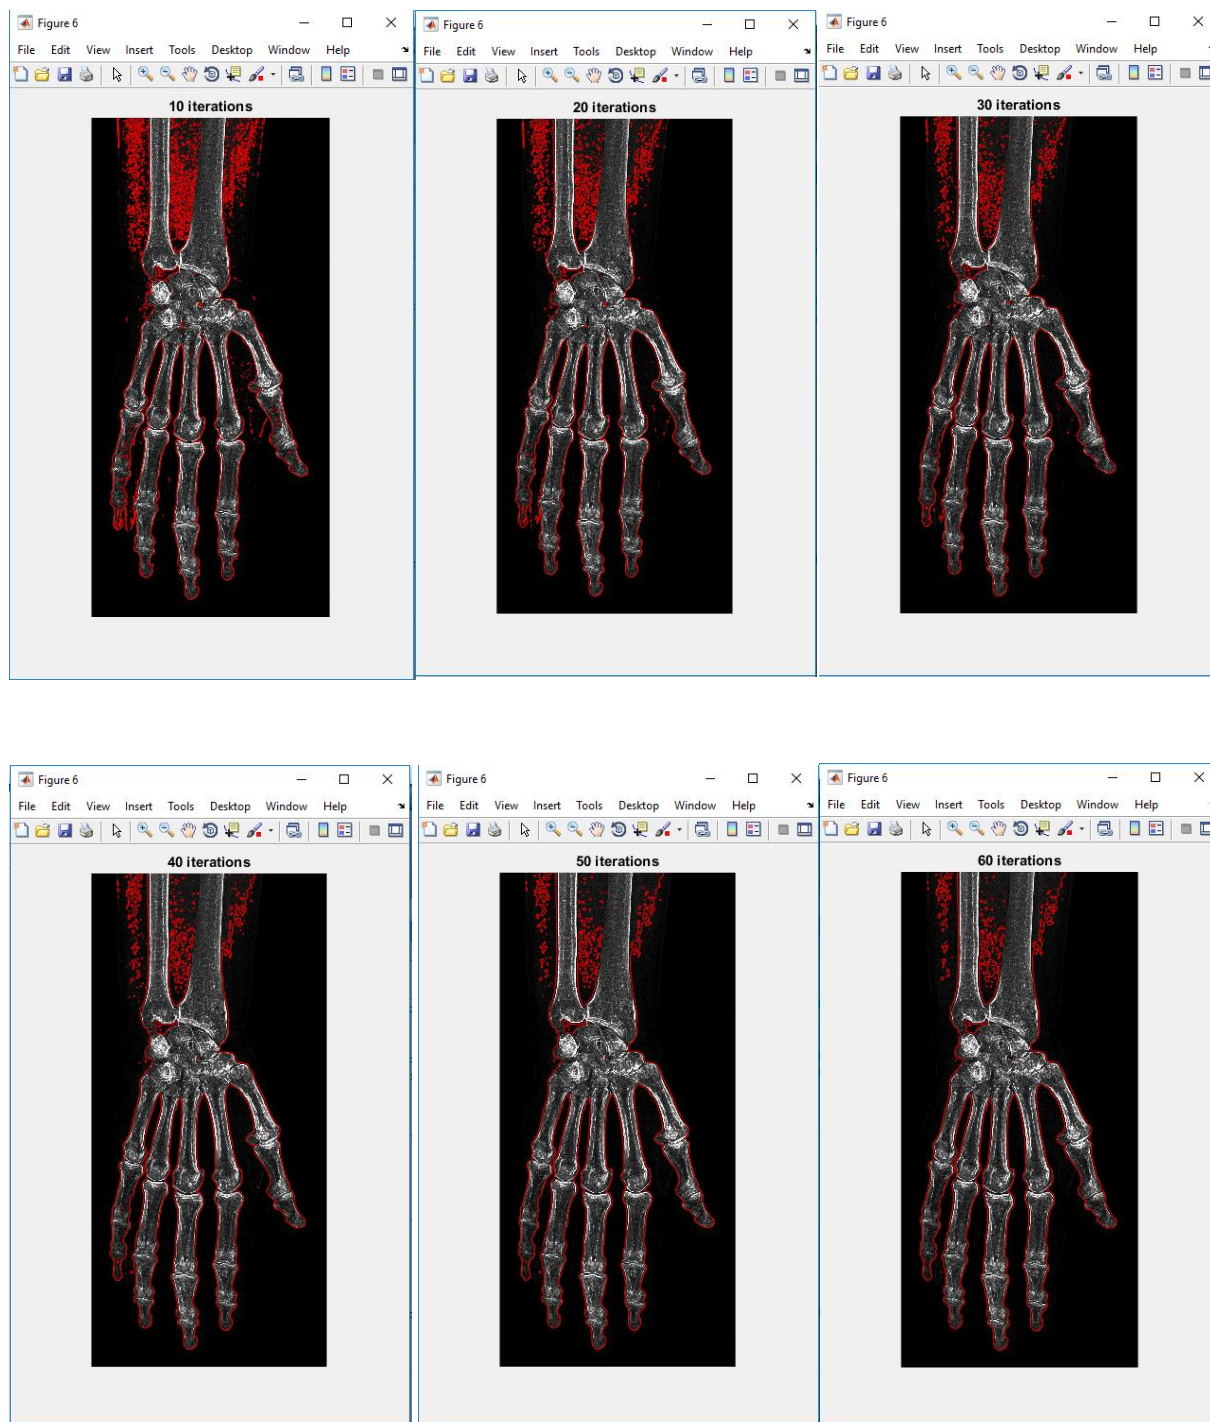 Figure 6
File Edit View Insert Tools Desktop Window Help
10 iterations
Figure 6
File Edit View Insert Tools Desktop Window Help
20 iterations
Figure 6
File Edit View Insert Tools Desktop Window Help
30 iterations
Figure 6
File Edit View Insert Tools Desktop Window Help
40 iterations
Figure 6
File Edit View Insert Tools Desktop Window Help
50 iterations
Figure 6
File Edit View Insert Tools Desktop Window Help
60 iterations